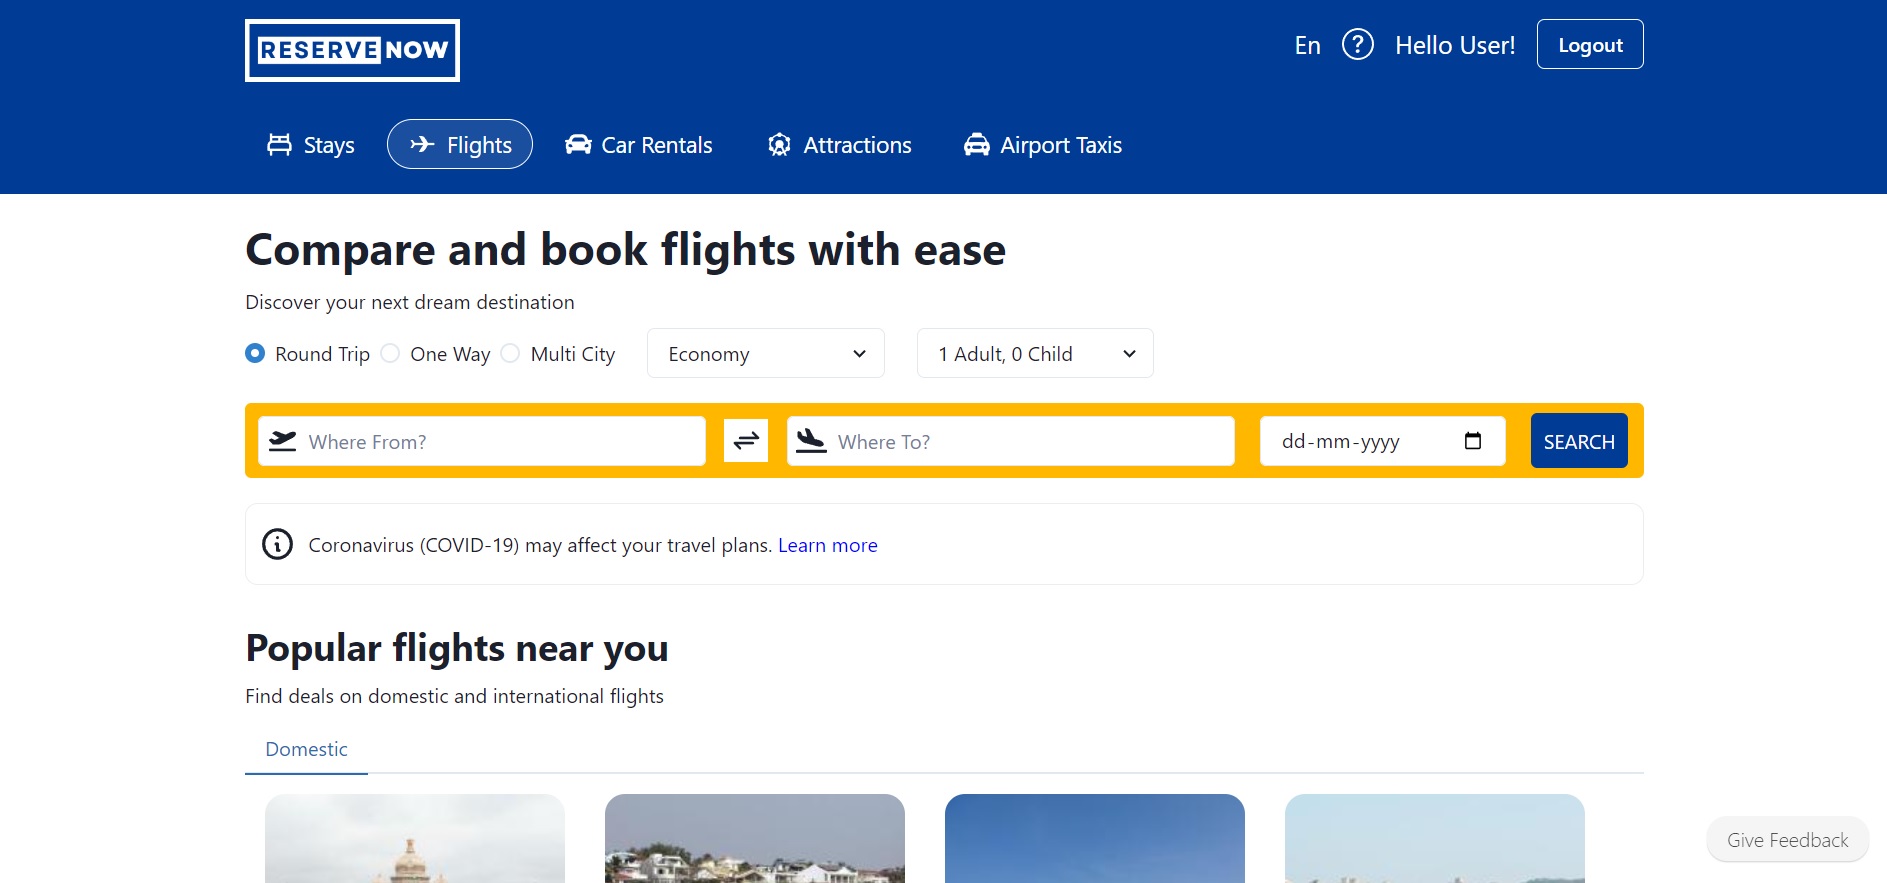 RESERVE NOW
En ? Hello User! Logout
Stays Flights Car Rentals Attractions Airport Taxis
Compare and book flights with ease
Discover your next dream destination
Round Trip One Way Multi City Economy 1 Adult, 0 Child
Where From? Where To? dd-mm-yyyy SEARCH
Coronavirus (COVID-19) may affect your travel plans. Learn more
Popular flights near you
Find deals on domestic and international flights
Domestic
Give Feedback